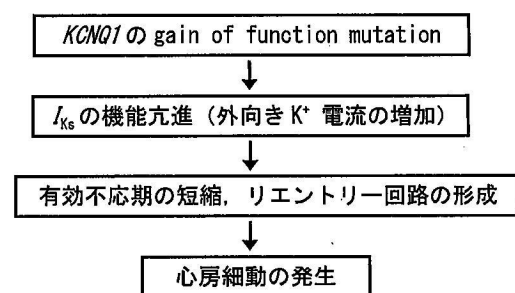 KCNQ1の gain of function mutation
IKsの機能亢進（外向き K+ 電流の増加）
有効不応期の短縮，リエントリー回路の形成
心房細動の発生